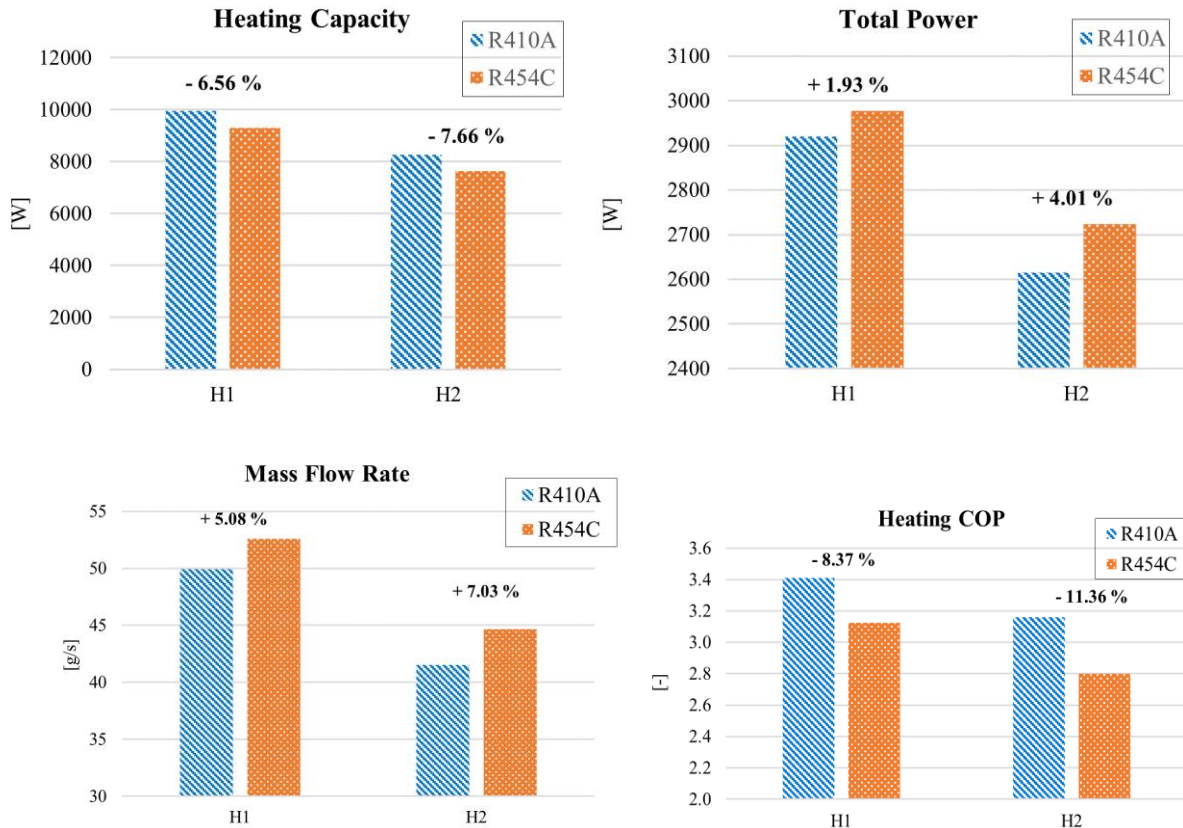 Heating Capacity
R410A
R454C
12000
10000
8000
6000
4000
2000
0
[W]
- 6.56 %
- 7.66 %
H1
H2
Total Power
R410A
R454C
3100
3000
2900
2800
2700
2600
2500
2400
[W]
+ 1.93 %
+ 4.01 %
H1
H2
Mass Flow Rate
R410A
R454C
55
50
45
40
35
30
[g/s]
+ 5.08 %
+ 7.03 %
H1
H2
Heating COP
R410A
R454C
3.6
3.4
3.2
3.0
2.8
2.6
2.4
2.2
2.0
[-]
- 8.37 %
- 11.36 %
H1
H2